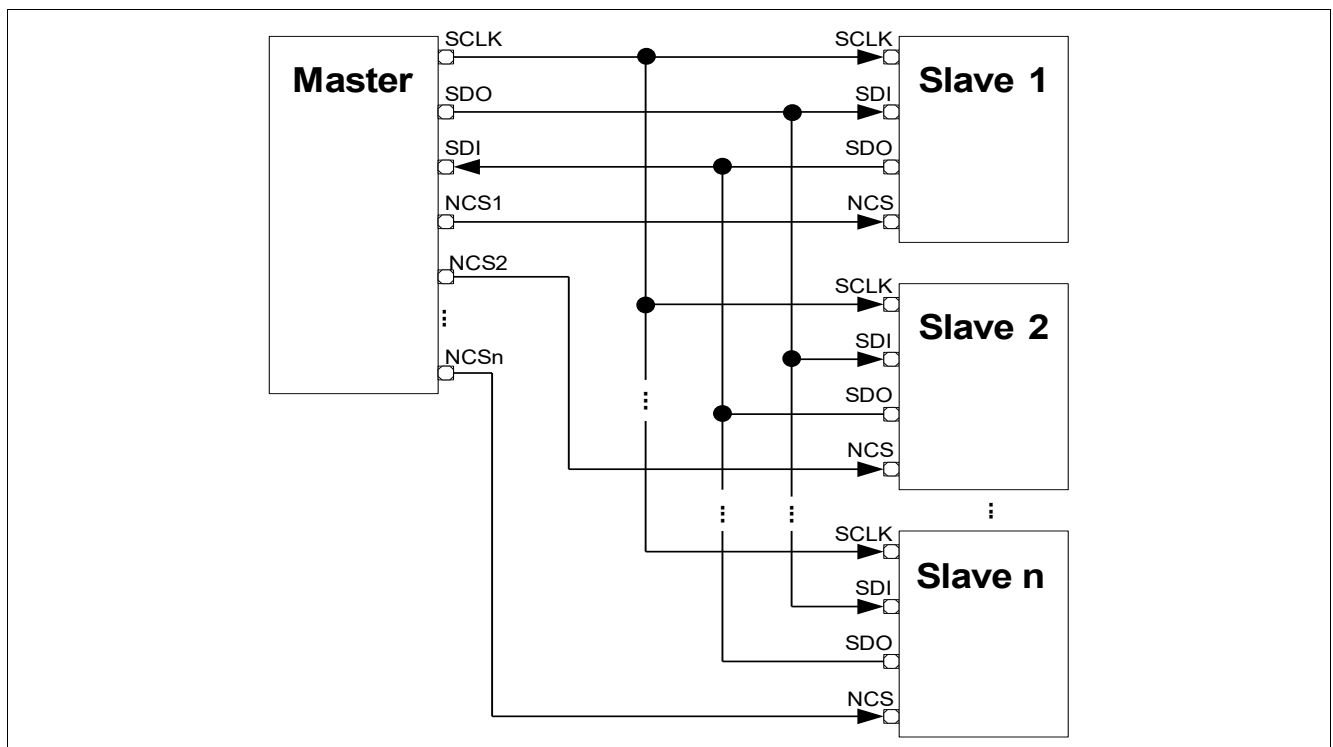 Master
SCLK
SDO
SDI
NCS1
NCS2
...
NCSn
SCLK
SDI
SDO
NCS
Slave 1
SCLK
SDI
SDO
NCS
Slave 2
...
...
...
...
SCLK
SDI
SDO
NCS
Slave n